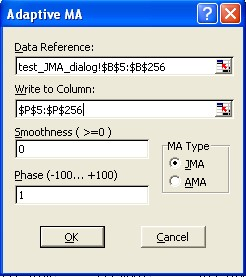 Adaptive MA
Data Reference:
test_JMA_dialog!$B$5:$B$256
Write to Column:
$P$5:$P$256
Smoothness ( >=0 )
0
MA Type
JMA
Phase (-100... +100)
AMA
1
OK
Cancel